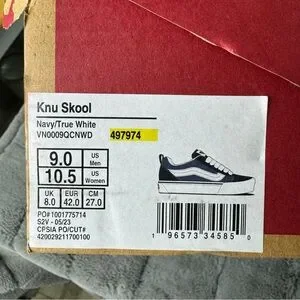 Knu Skool
Navy/True White
VN0009QCNWD 497974
9.0 US Men
10.5 US Women
UK EUR CM
8.0 42.0 27.0
PO#1001775714
S2V - 05/23
CPSIA PO/CUT#
420029211700100
1 96573 34585 0